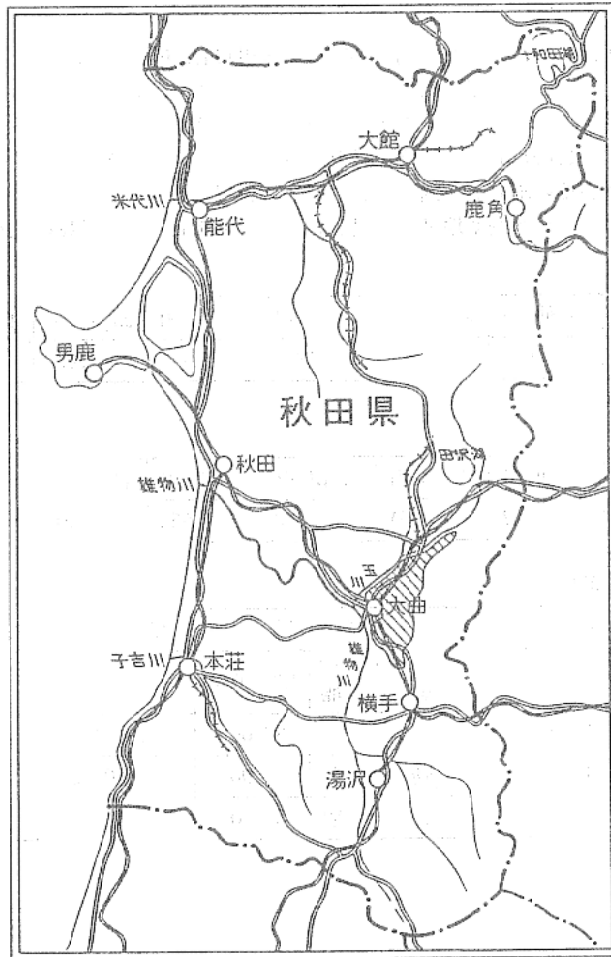 十和田湖
大館
米代川
能代
鹿角
男鹿
秋田県
秋田
田沢湖
雄物川
玉川
大曲
子吉川
本荘
雄物川
横手
湯沢